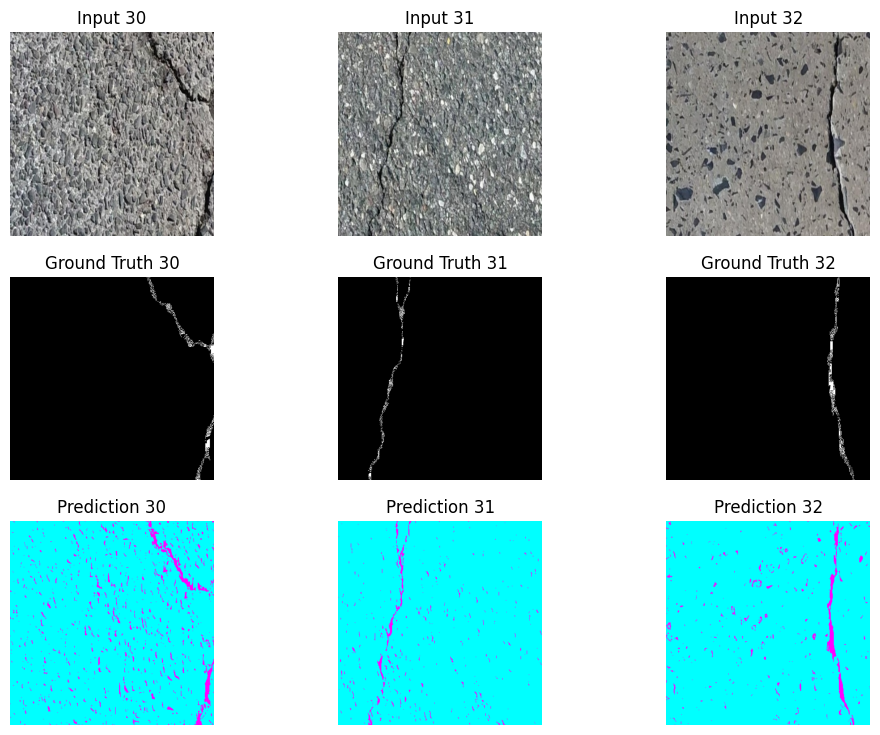 Input 30
Input 31
Input 32
Ground Truth 30
Ground Truth 31
Ground Truth 32
Prediction 30
Prediction 31
Prediction 32